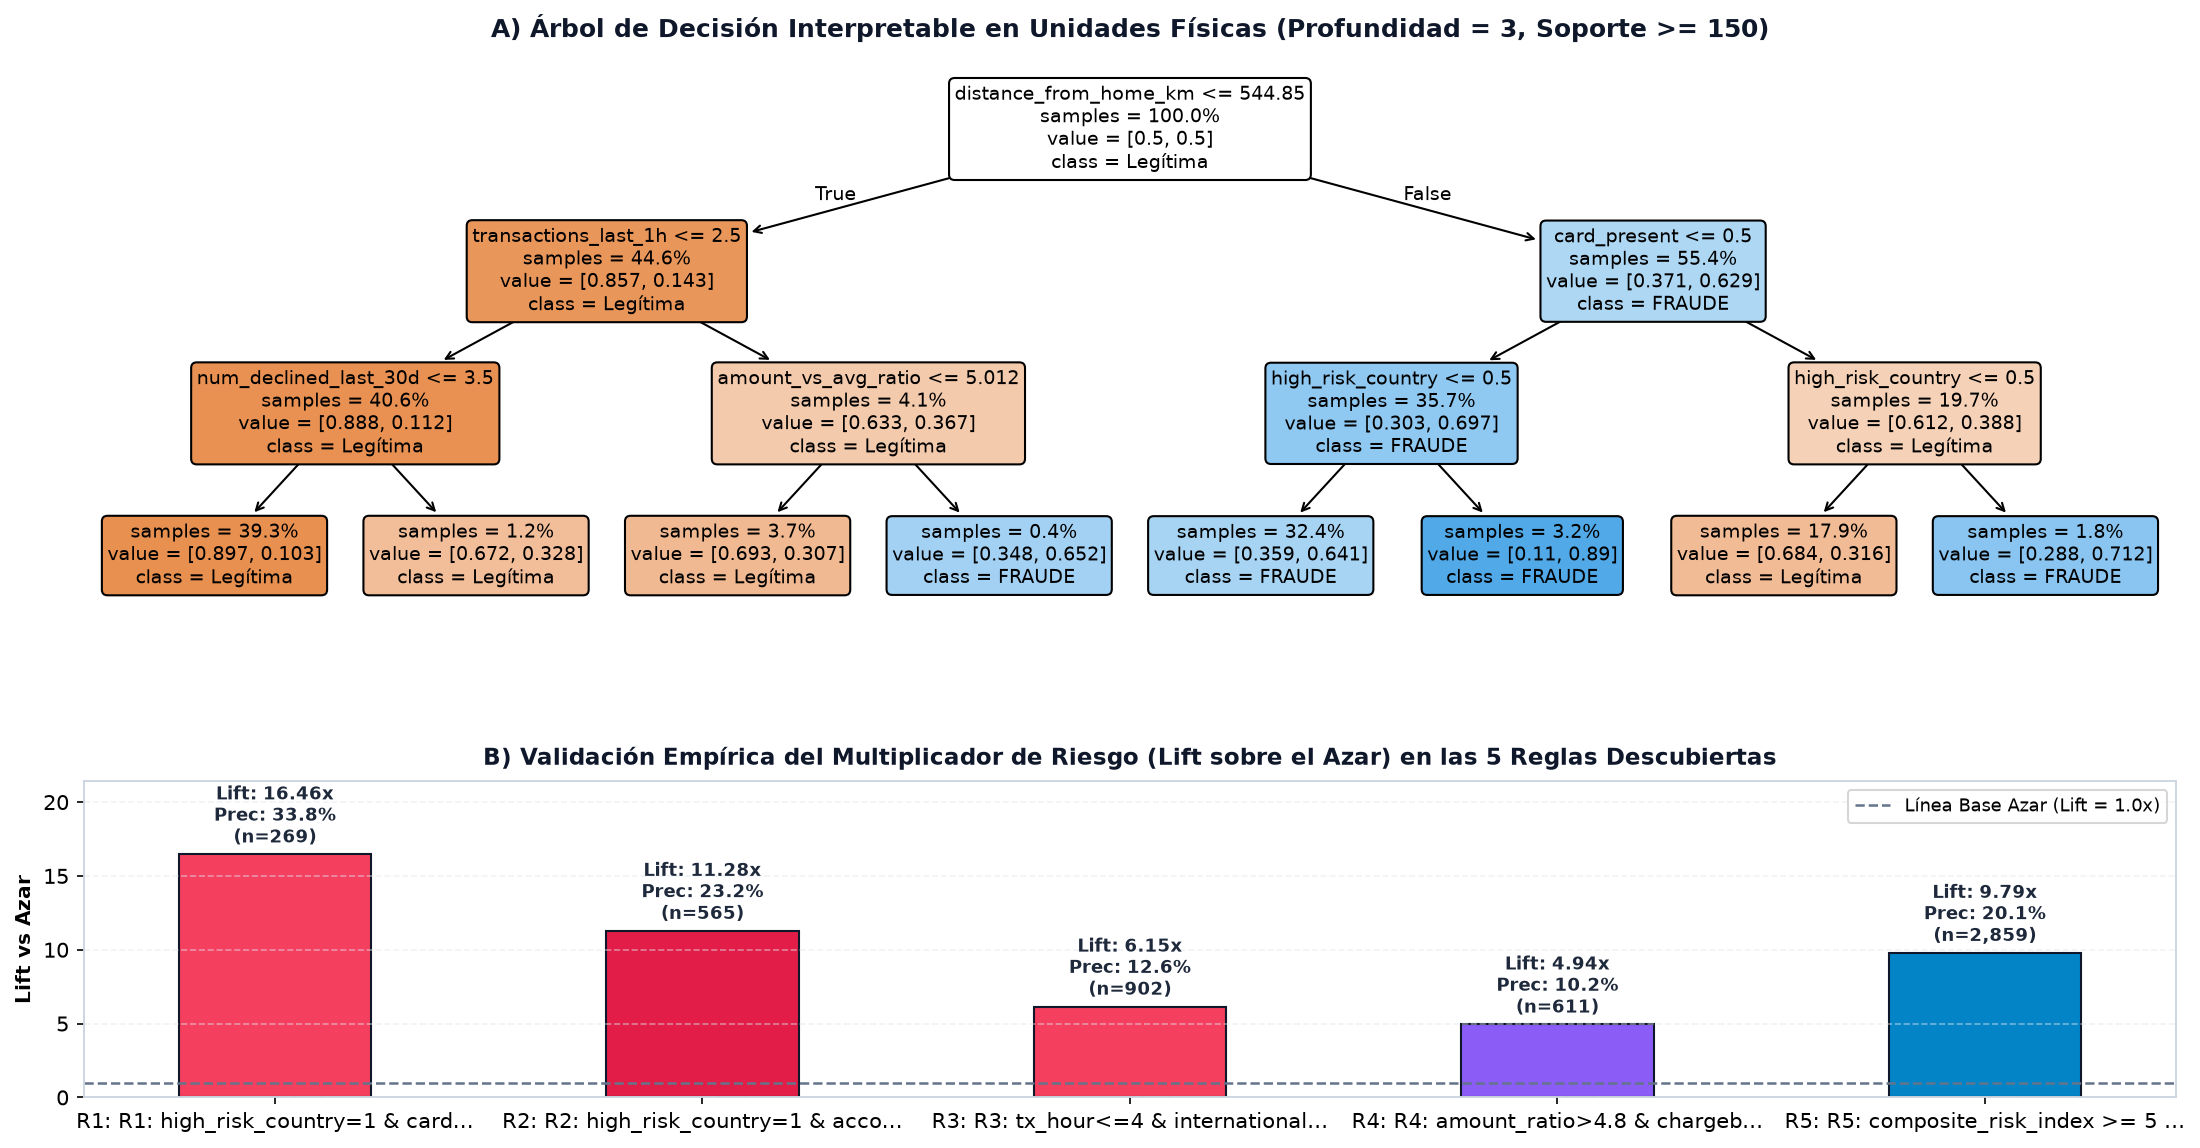 A) Árbol de Decisión Interpretable en Unidades Físicas (Profundidad = 3, Soporte >= 150)
distance_from_home_km <= 544.85
samples = 100.0%
value = [0.5, 0.5]
class = Legítima
True
False
transactions_last_1h <= 2.5
samples = 44.6%
value = [0.857, 0.143]
class = Legítima
card_present <= 0.5
samples = 55.4%
value = [0.371, 0.629]
class = FRAUDE
num_declined_last_30d <= 3.5
samples = 40.6%
value = [0.888, 0.112]
class = Legítima
amount_vs_avg_ratio <= 5.012
samples = 4.1%
value = [0.633, 0.367]
class = Legítima
high_risk_country <= 0.5
samples = 35.7%
value = [0.303, 0.697]
class = FRAUDE
high_risk_country <= 0.5
samples = 19.7%
value = [0.612, 0.388]
class = Legítima
samples = 39.3%
value = [0.897, 0.103]
class = Legítima
samples = 1.2%
value = [0.672, 0.328]
class = Legítima
samples = 3.7%
value = [0.693, 0.307]
class = Legítima
samples = 0.4%
value = [0.348, 0.652]
class = FRAUDE
samples = 32.4%
value = [0.359, 0.641]
class = FRAUDE
samples = 3.2%
value = [0.11, 0.89]
class = FRAUDE
samples = 17.9%
value = [0.684, 0.316]
class = Legítima
samples = 1.8%
value = [0.288, 0.712]
class = FRAUDE
B) Validación Empírica del Multiplicador de Riesgo (Lift sobre el Azar) en las 5 Reglas Descubiertas
Lift vs Azar
20
15
10
5
0
Línea Base Azar (Lift = 1.0x)
Lift: 16.46x
Prec: 33.8%
(n=269)
Lift: 11.28x
Prec: 23.2%
(n=565)
Lift: 6.15x
Prec: 12.6%
(n=902)
Lift: 4.94x
Prec: 10.2%
(n=611)
Lift: 9.79x
Prec: 20.1%
(n=2,859)
R1: R1: high_risk_country=1 & card...
R2: R2: high_risk_country=1 & acco...
R3: R3: tx_hour<=4 & international...
R4: R4: amount_ratio>4.8 & chargeb...
R5: R5: composite_risk_index >= 5 ...